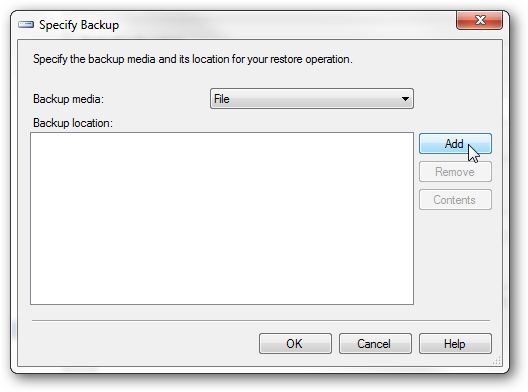 Specify Backup
Specify the backup media and its location for your restore operation.
Backup media: File
Backup location:
Add
Remove
Contents
OK Cancel Help